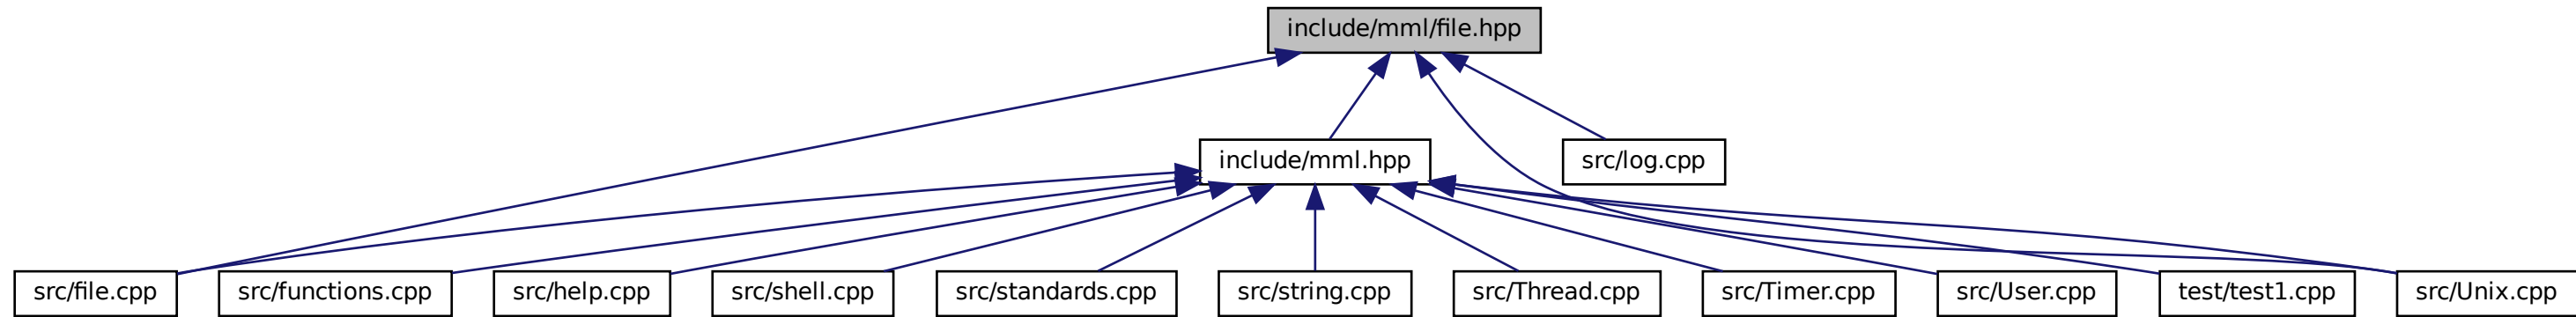 include/mml/file.hpp
include/mml.hpp
src/log.cpp
src/file.cpp
src/functions.cpp
src/help.cpp
src/shell.cpp
src/standards.cpp
src/string.cpp
src/Thread.cpp
src/Timer.cpp
src/User.cpp
test/test1.cpp
src/Unix.cpp